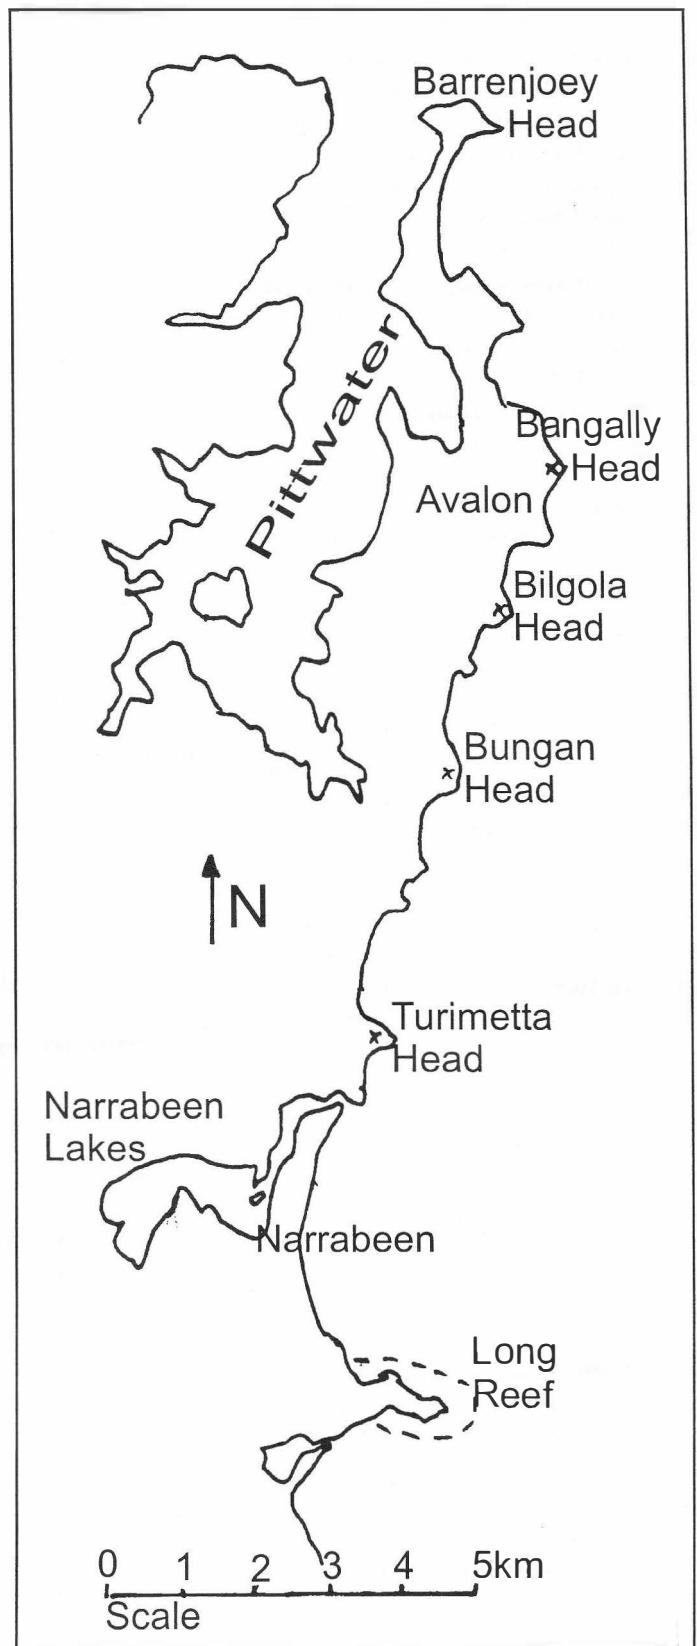 Barrenjoey
Head
Pittwater
Bangally
Head
Avalon
Bilgola
Head
Bungan
Head
N
Turimetta
Head
Narrabeen
Lakes
Narrabeen
Long
Reef
0 1 2 3 4 5km
Scale